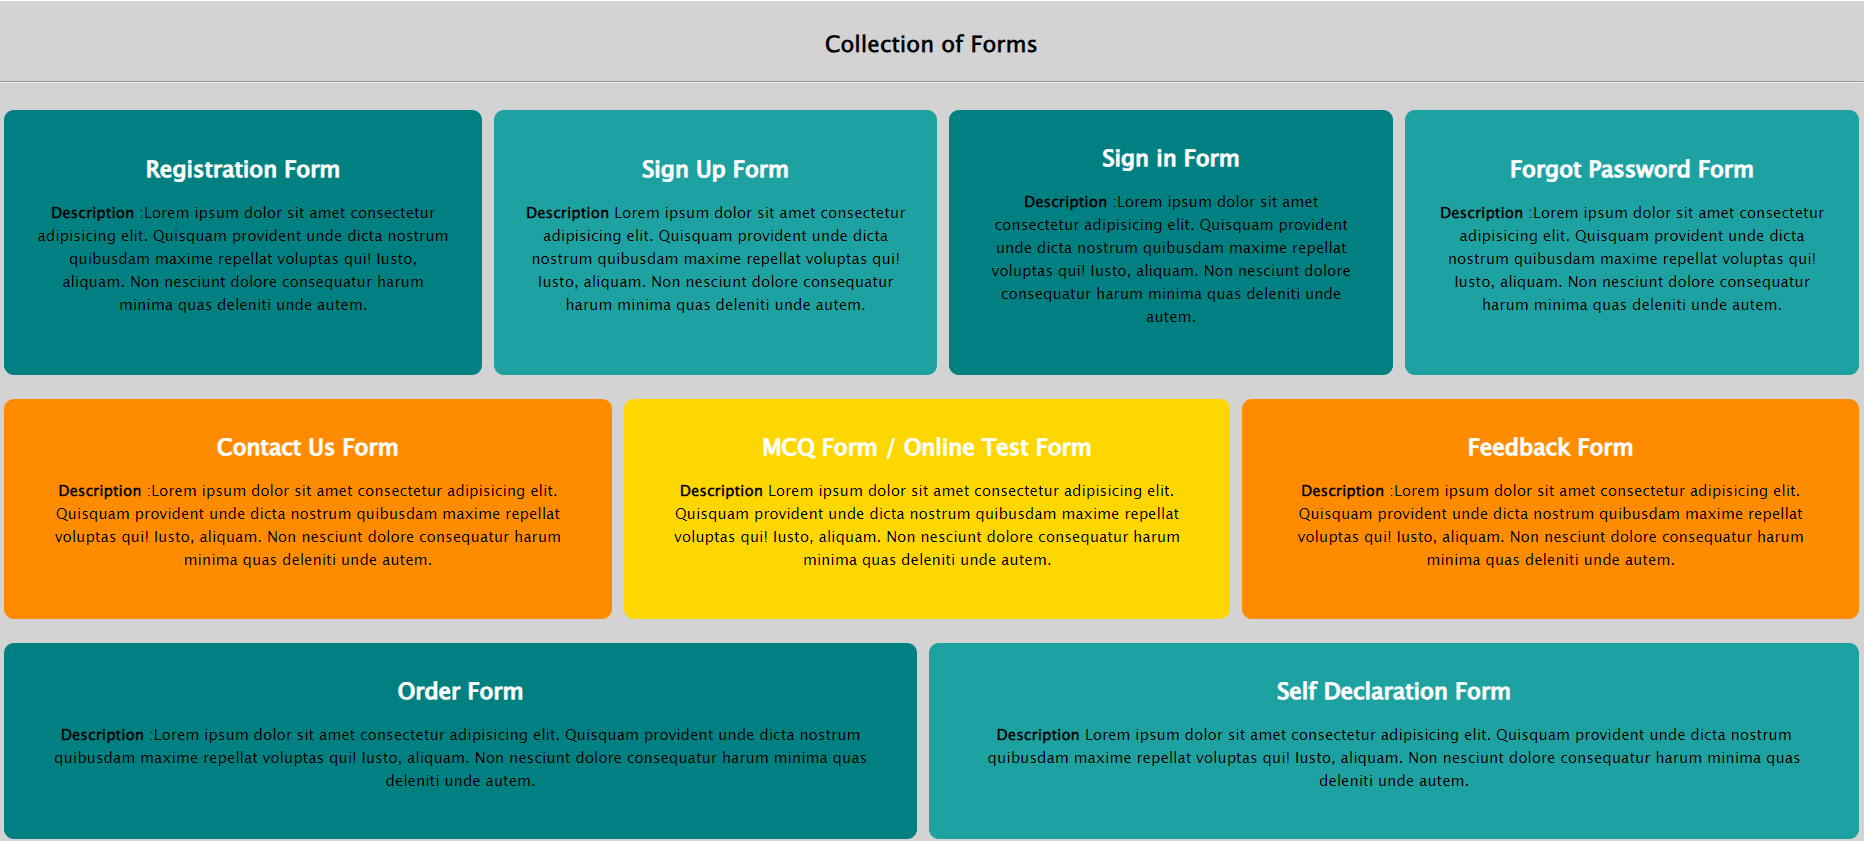 Collection of Forms
Registration Form
Description :Lorem ipsum dolor sit amet consectetur
adipisicing elit. Quisquam provident unde dicta nostrum
quibusdam maxime repellat voluptas qui! Iusto,
aliquam. Non nesciunt dolore consequatur harum
minima quas deleniti unde autem.
Sign Up Form
Description Lorem ipsum dolor sit amet consectetur
adipisicing elit. Quisquam provident unde dicta
nostrum quibusdam maxime repellat voluptas qui!
Iusto, aliquam. Non nesciunt dolore consequatur
harum minima quas deleniti unde autem.
Sign in Form
Description :Lorem ipsum dolor sit amet
consectetur adipisicing elit. Quisquam provident
unde dicta nostrum quibusdam maxime repellat
voluptas qui! Iusto, aliquam. Non nesciunt dolore
consequatur harum minima quas deleniti unde
autem.
Forgot Password Form
Description :Lorem ipsum dolor sit amet consectetur
adipisicing elit. Quisquam provident unde dicta
nostrum quibusdam maxime repellat voluptas qui!
Iusto, aliquam. Non nesciunt dolore consequatur
harum minima quas deleniti unde autem.
Contact Us Form
Description :Lorem ipsum dolor sit amet consectetur adipisicing elit.
Quisquam provident unde dicta nostrum quibusdam maxime repellat
voluptas qui! Iusto, aliquam. Non nesciunt dolore consequatur harum
minima quas deleniti unde autem.
MCQ Form / Online Test Form
Description Lorem ipsum dolor sit amet consectetur adipisicing elit.
Quisquam provident unde dicta nostrum quibusdam maxime repellat
voluptas qui! Iusto, aliquam. Non nesciunt dolore consequatur harum
minima quas deleniti unde autem.
Feedback Form
Description :Lorem ipsum dolor sit amet consectetur adipisicing elit.
Quisquam provident unde dicta nostrum quibusdam maxime repellat
voluptas qui! Iusto, aliquam. Non nesciunt dolore consequatur harum
minima quas deleniti unde autem.
Order Form
Description :Lorem ipsum dolor sit amet consectetur adipisicing elit. Quisquam provident unde dicta nostrum
quibusdam maxime repellat voluptas qui! Iusto, aliquam. Non nesciunt dolore consequatur harum minima quas
deleniti unde autem.
Self Declaration Form
Description Lorem ipsum dolor sit amet consectetur adipisicing elit. Quisquam provident unde dicta nostrum
quibusdam maxime repellat voluptas qui! Iusto, aliquam. Non nesciunt dolore consequatur harum minima quas
deleniti unde autem.